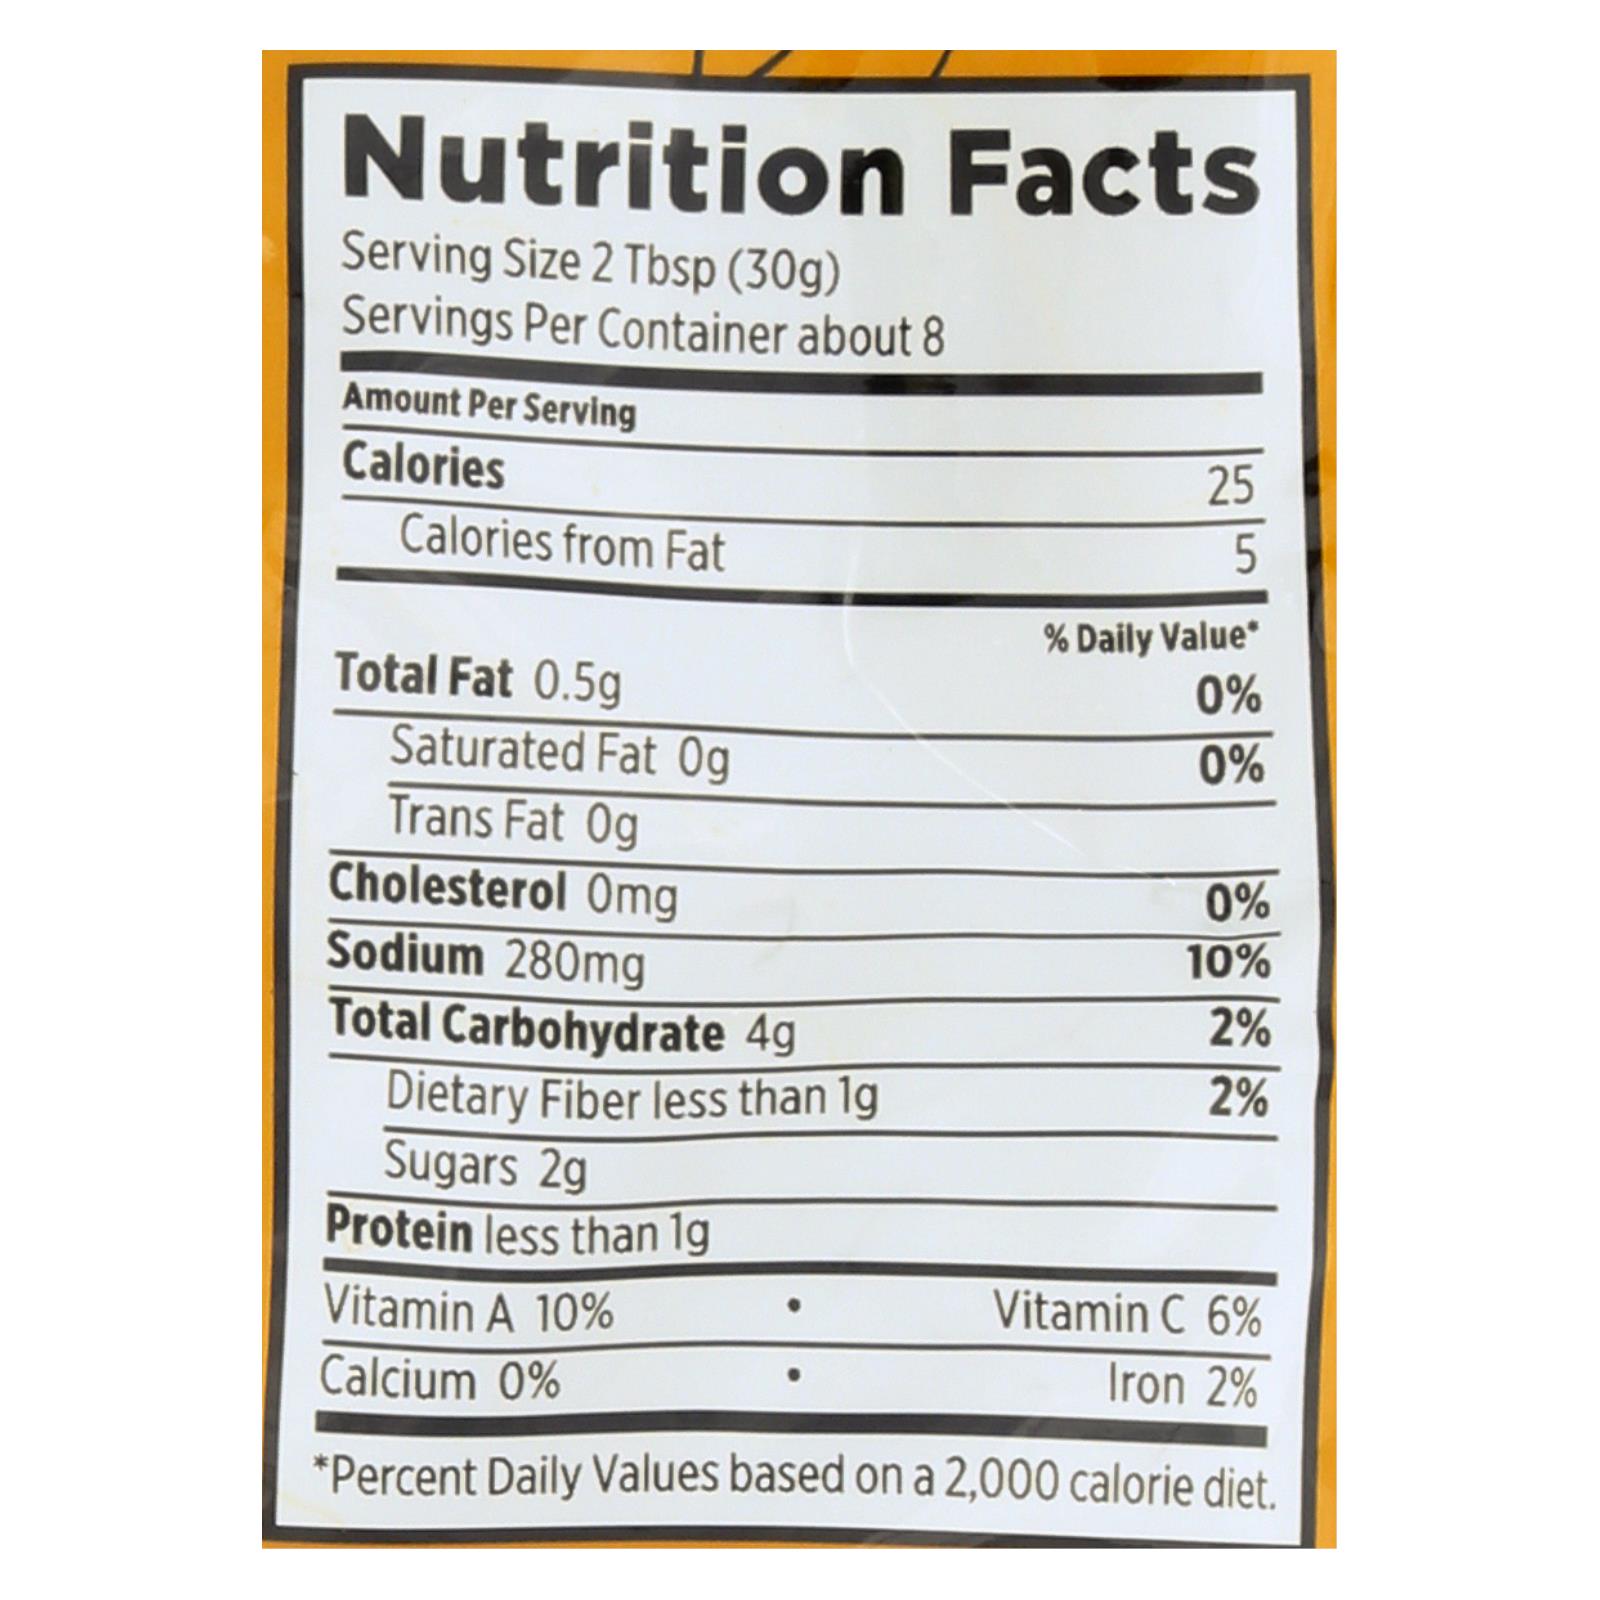 Nutrition Facts
Serving Size 2 Tbsp (30g)
Servings Per Container about 8
Amount Per Serving
Calories 25
Calories from Fat 5
% Daily Value*
Total Fat 0.5g 0%
Saturated Fat 0g 0%
Trans Fat 0g
Cholesterol 0mg 0%
Sodium 280mg 10%
Total Carbohydrate 4g 2%
Dietary Fiber less than 1g 2%
Sugars 2g
Protein less than 1g
Vitamin A 10% • Vitamin C 6%
Calcium 0% • Iron 2%
*Percent Daily Values based on a 2,000 calorie diet.